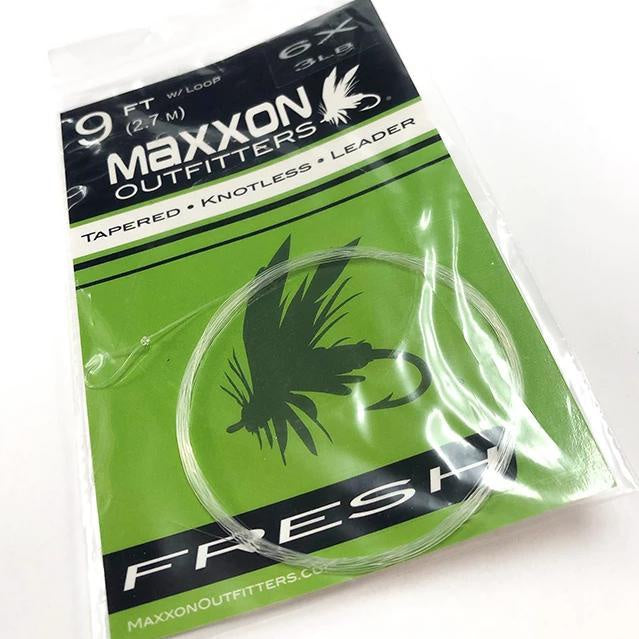 6X
3LB
9 FT W/ LOOP
(2.7 M)
MAXXON
OUTFITTERS
TAPERED • KNOTLESS • LEADER
FRESH
MAXXONOUTFITTERS.CO